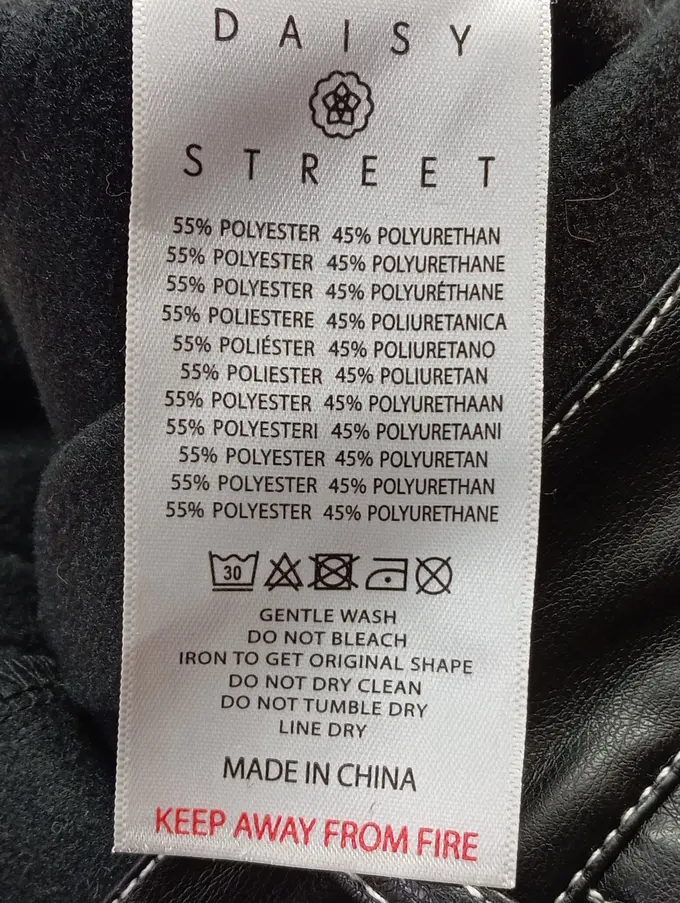 DAISY
STREET
55% POLYESTER 45% POLYURETHAN
55% POLYESTER 45% POLYURETHANE
55% POLYESTER 45% POLYURÉTHANE
55% POLIESTERE 45% POLIURETANICA
55% POLIÉSTER 45% POLIURETANO
55% POLIESTER 45% POLIURETAN
55% POLYESTER 45% POLYURETHAAN
55% POLYESTERI 45% POLYURETAANI
55% POLYESTER 45% POLYURETAN
55% POLYESTER 45% POLYURETHAN
55% POLYESTER 45% POLYURETHANE
30
GENTLE WASH
DO NOT BLEACH
IRON TO GET ORIGINAL SHAPE
DO NOT DRY CLEAN
DO NOT TUMBLE DRY
LINE DRY
MADE IN CHINA
KEEP AWAY FROM FIRE